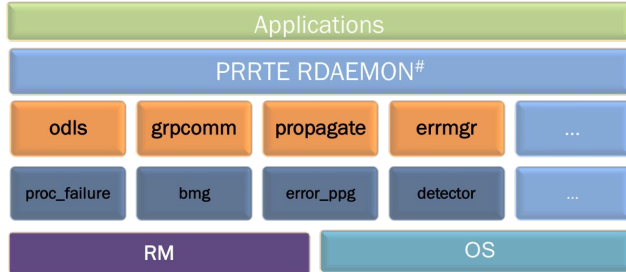 Applications
PRRTE RDAEMON#
odls grpcomm propagate errmgr ...
proc_failure bmg error_ppg detector ...
RM OS